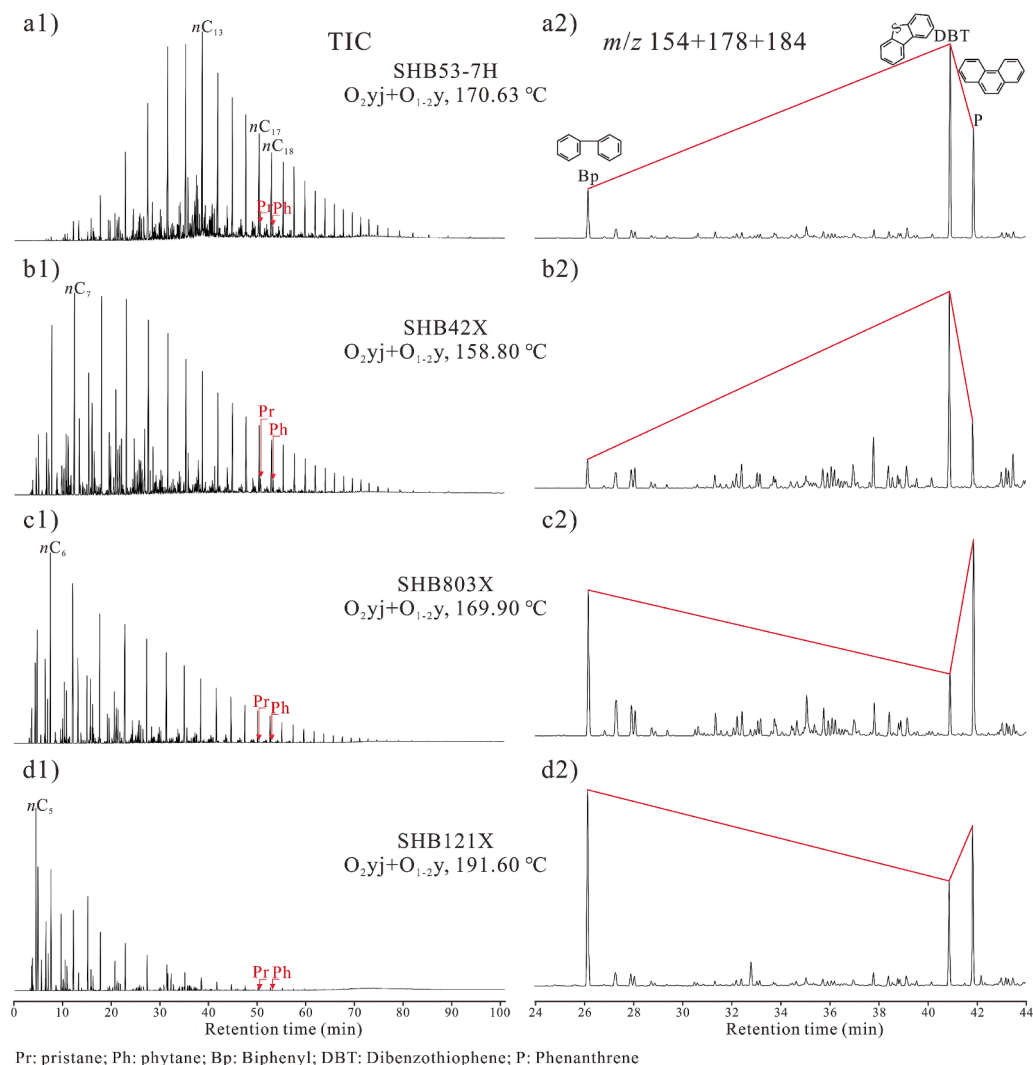 a1)
TIC
nC₁₃
SHB53-7H
O₂yj+O₁₋₂y, 170.63 ℃
nC₁₇
nC₁₈
Pr
Ph
a2)
m/z 154+178+184
S
DBT
P
Bp
b1)
nC₇
SHB42X
O₂yj+O₁₋₂y, 158.80 ℃
Pr
Ph
b2)
c1)
nC₆
SHB803X
O₂yj+O₁₋₂y, 169.90 ℃
Pr
Ph
c2)
d1)
nC₅
SHB121X
O₂yj+O₁₋₂y, 191.60 ℃
Pr
Ph
d2)
0 10 20 30 40 50 60 70 80 90 100
Retention time (min)
24 26 28 30 32 34 36 38 40 42 44
Retention time (min)
Pr: pristane; Ph: phytane; Bp: Biphenyl; DBT: Dibenzothiophene; P: Phenanthrene